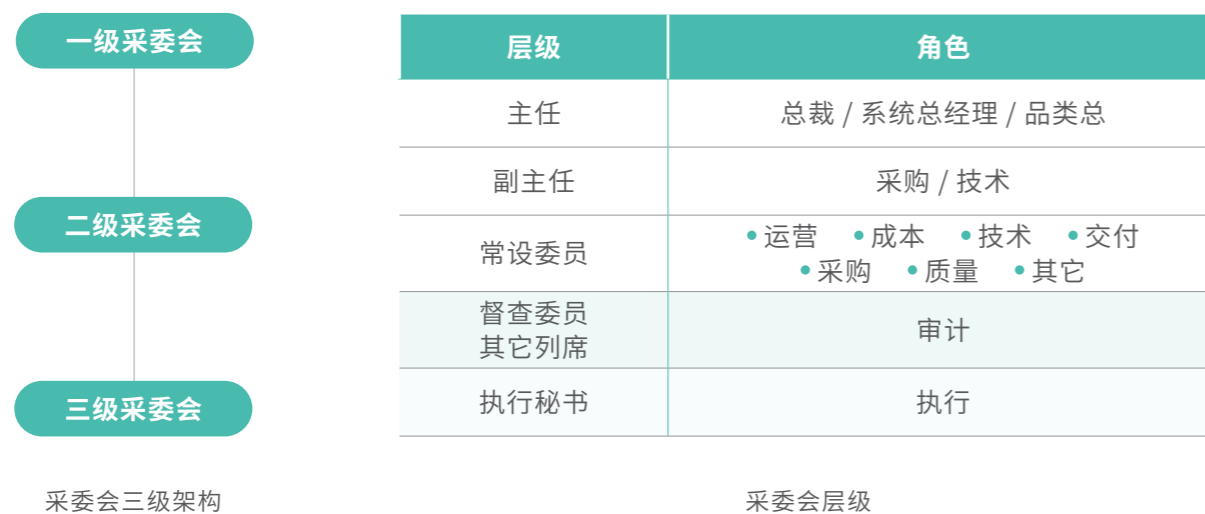 一级采委会
二级采委会
三级采委会
采委会三级架构
层级 角色
主任 总裁 / 系统总经理 / 品类总
副主任 采购 / 技术
常设委员 •运营 •成本 •技术 •交付
•采购 •质量 •其它
督查委员
其它列席 审计
执行秘书 执行
采委会层级